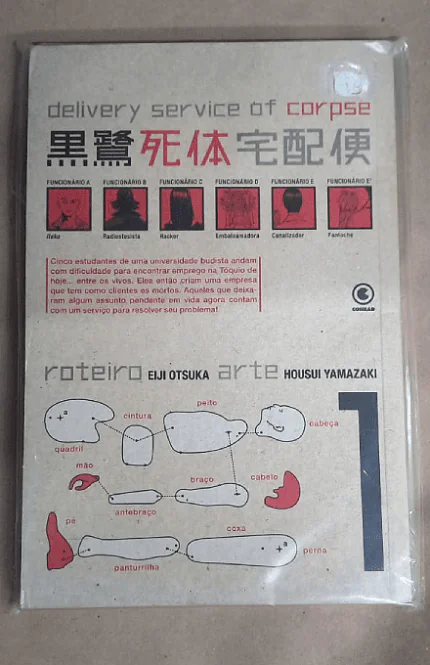 delivery service of corpse
黒鷺死体宅配便
FUNCIONÁRIO A FUNCIONÁRIO B FUNCIONÁRIO C FUNCIONÁRIO D FUNCIONÁRIO E FUNCIONÁRIO E'
Itako Radiestesista Hacker Embalsamadora Canalizador Fantoche
Cinco estudantes de uma universidade budista andam
com dificuldade para encontrar emprego na Tóquio de
hoje... entre os vivos. Eles então criam uma empresa
que tem como clientes os mortos. Aqueles que deixa-
ram algum assunto pendente em vida agora contam
com um serviço para resolver seu problema!
CONRAD
roteiro EIJI OTSUKA arte HOUSUI YAMAZAKI
1
peito
cintura
cabeça
quadril
mão
braço
cabelo
antebraço
pé
coxa
perna
panturrilha